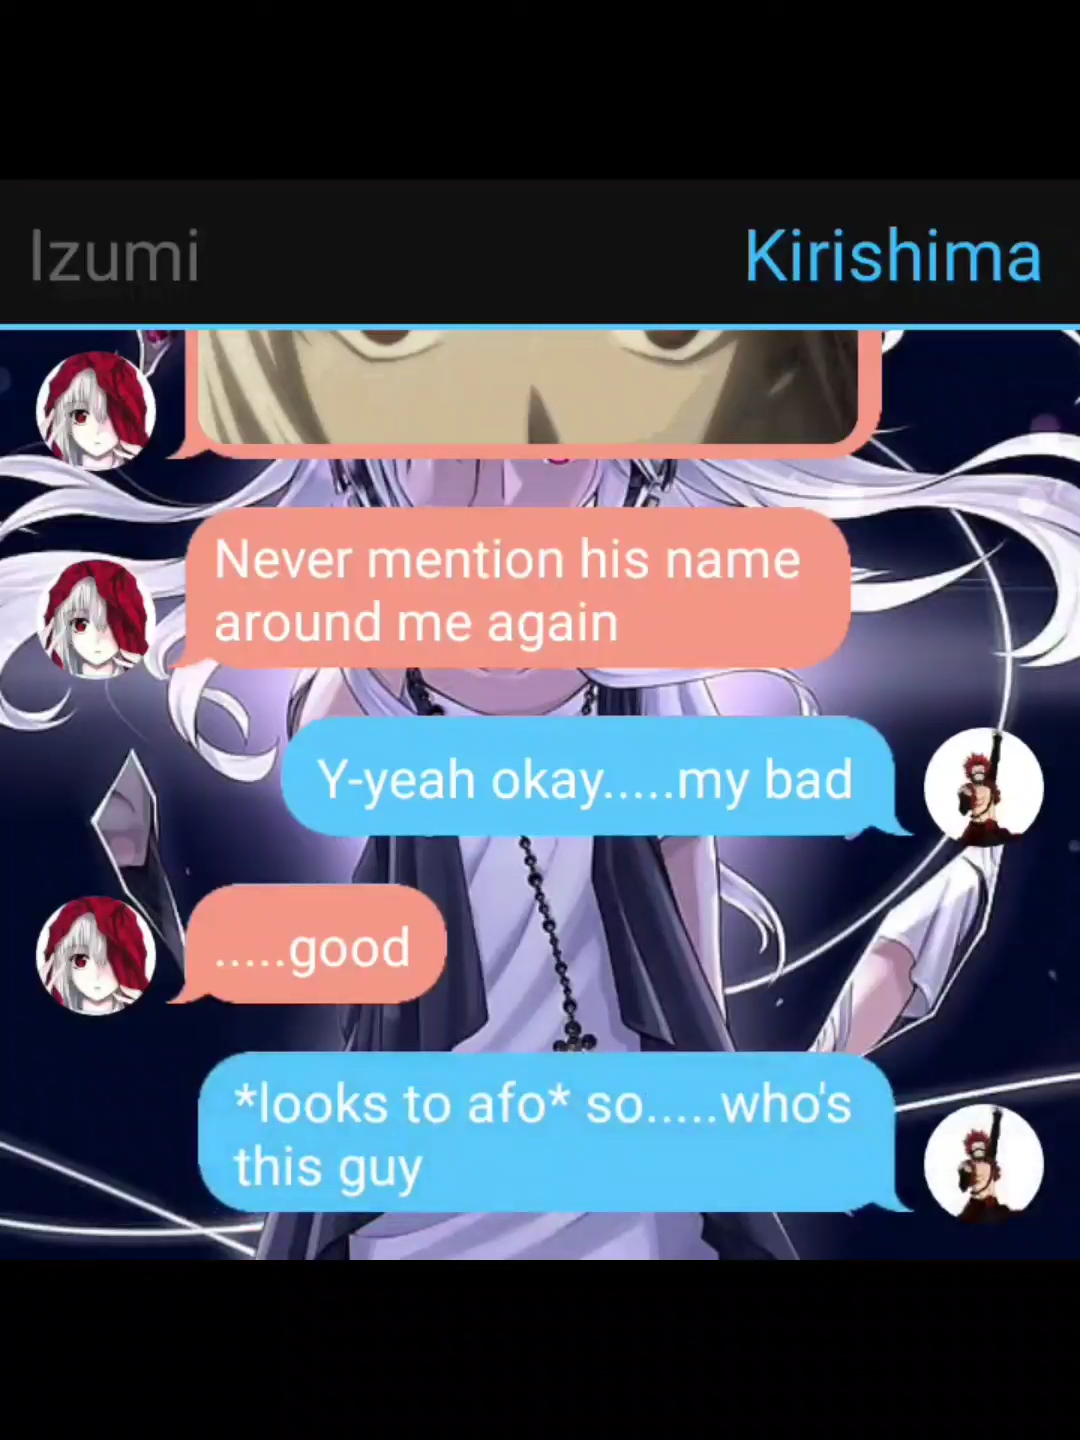 Izumi
Kirishima
Never mention his name
around me again
Y-yeah okay.....my bad
.....good
*looks to afo* so.....who's
this guy